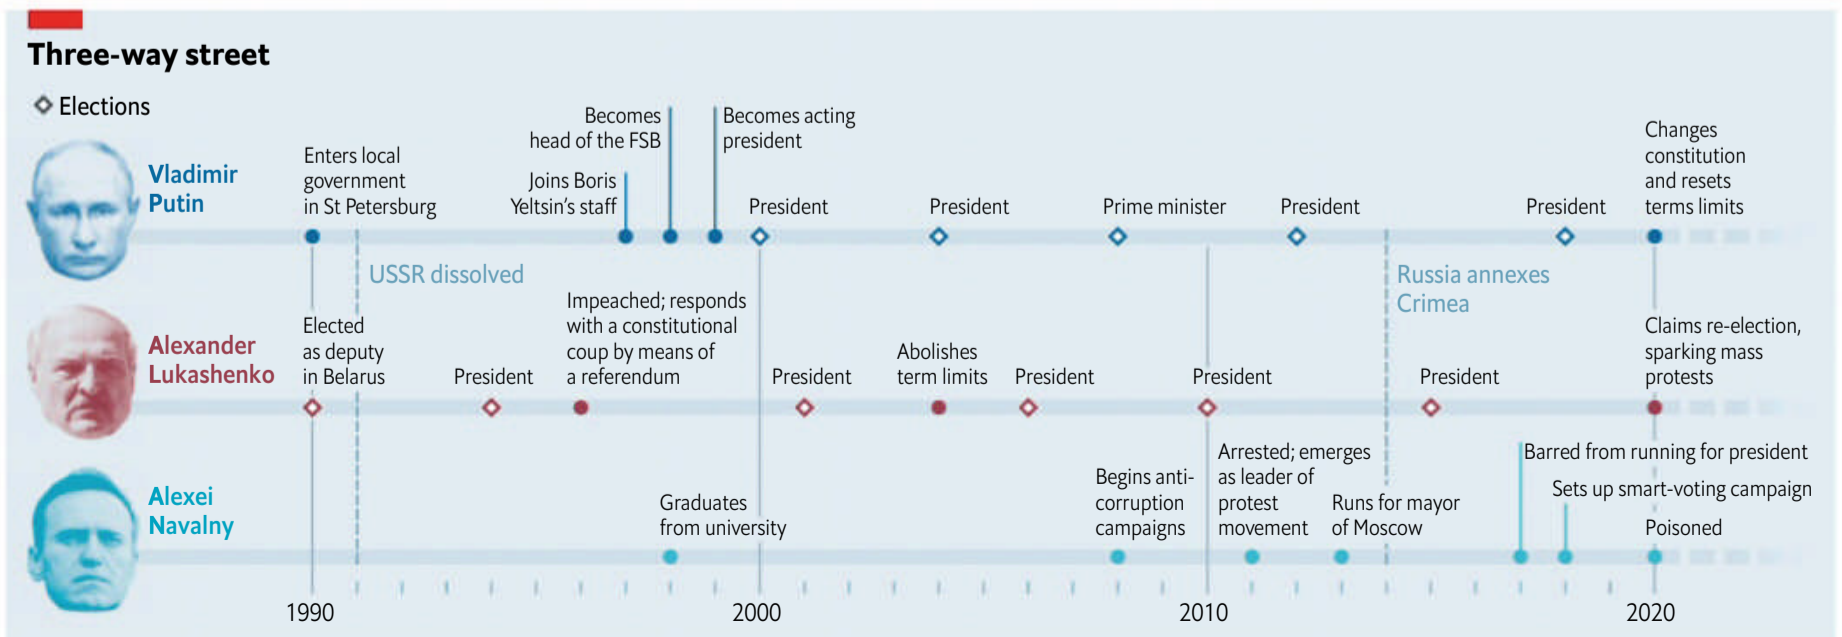 Three-way street
Elections
Vladimir
Putin
Enters local
government
in St Petersburg
Joins Boris
Yeltsin's staff
Becomes
head of the FSB
Becomes acting
president
President
President
Prime minister
President
President
Changes
constitution
and resets
terms limits
USSR dissolved
Russia annexes
Crimea
Alexander
Lukashenko
Elected
as deputy
in Belarus
President
Impeached; responds
with a constitutional
coup by means of
a referendum
President
Abolishes
term limits
President
President
President
Claims re-election,
sparking mass
protests
Alexei
Navalny
Graduates
from university
Begins anti-
corruption
campaigns
Arrested; emerges
as leader of
protest
movement
Runs for mayor
of Moscow
Barred from running for president
Sets up smart-voting campaign
Poisoned
1990
2000
2010
2020